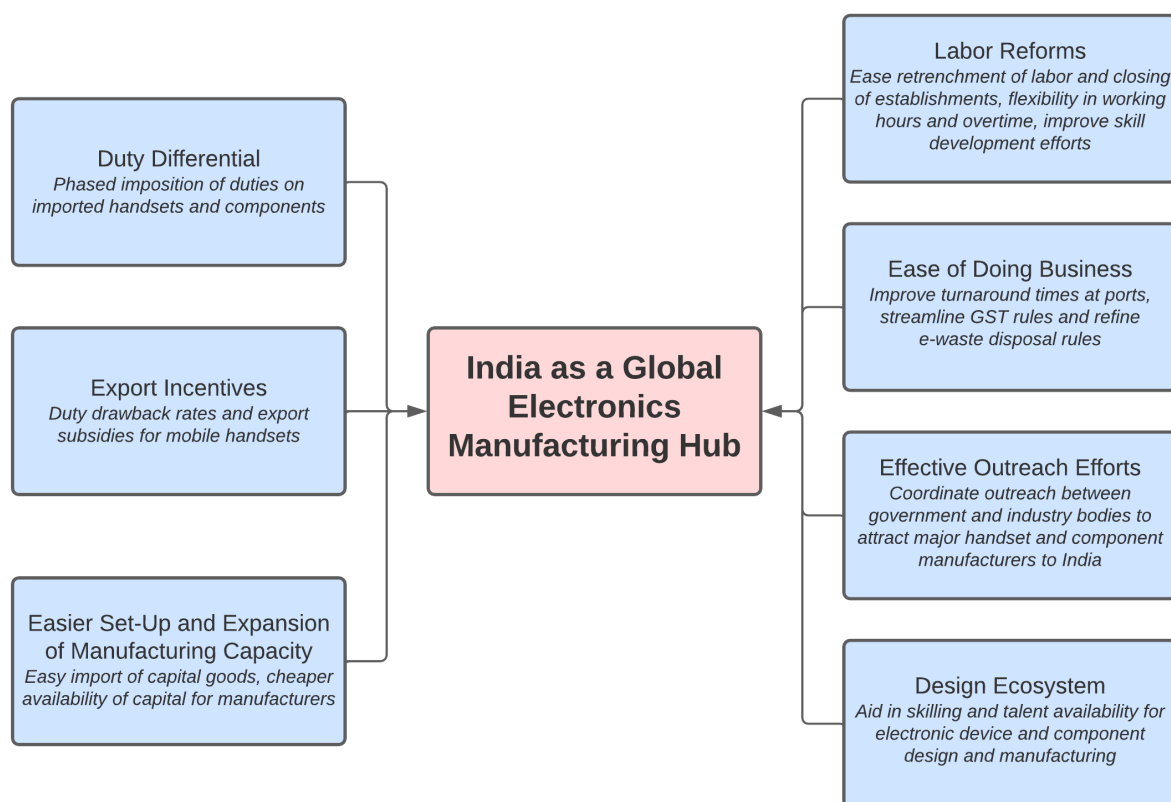 Duty Differential
Phased imposition of duties on
imported handsets and components
Export Incentives
Duty drawback rates and export
subsidies for mobile handsets
Easier Set-Up and Expansion
of Manufacturing Capacity
Easy import of capital goods, cheaper
availability of capital for manufacturers
India as a Global
Electronics
Manufacturing Hub
Labor Reforms
Ease retrenchment of labor and closing
of establishments, flexibility in working
hours and overtime, improve skill
development efforts
Ease of Doing Business
Improve turnaround times at ports,
streamline GST rules and refine
e-waste disposal rules
Effective Outreach Efforts
Coordinate outreach between
government and industry bodies to
attract major handset and component
manufacturers to India
Design Ecosystem
Aid in skilling and talent availability for
electronic device and component
design and manufacturing